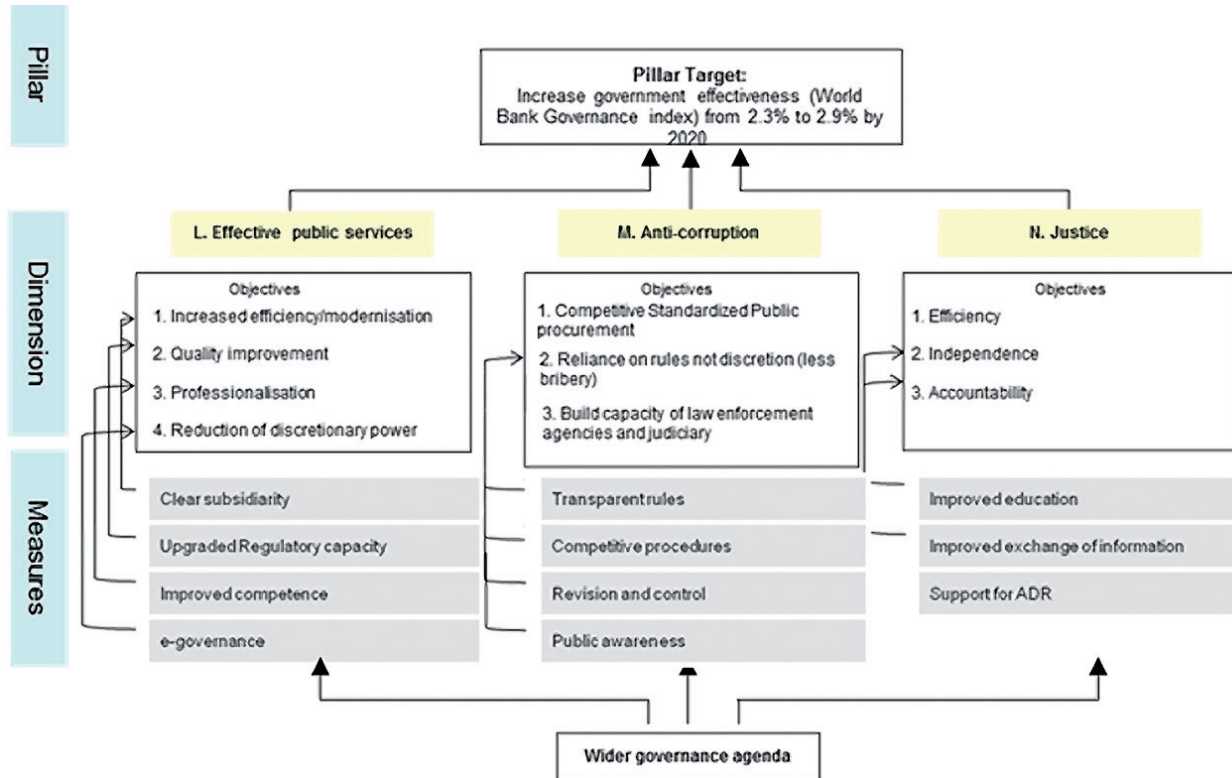 Pillar
Pillar Target:
Increase government effectiveness (World
Bank Governance index) from 2.3% to 2.9% by
2020
Dimension
L. Effective public services
M. Anti-corruption
N. Justice
Objectives
1. Increased efficiency/modernisation
2. Quality improvement
3. Professionalisation
4. Reduction of discretionary power
Objectives
1. Competitive Standardized Public
procurement
2. Reliance on rules not discretion (less
bribery)
3. Build capacity of law enforcement
agencies and judiciary
Objectives
1. Efficiency
2. Independence
3. Accountability
Measures
Clear subsidiarity
Upgraded Regulatory capacity
Improved competence
e-governance
Transparent rules
Competitive procedures
Revision and control
Public awareness
Improved education
Improved exchange of information
Support for ADR
Wider governance agenda